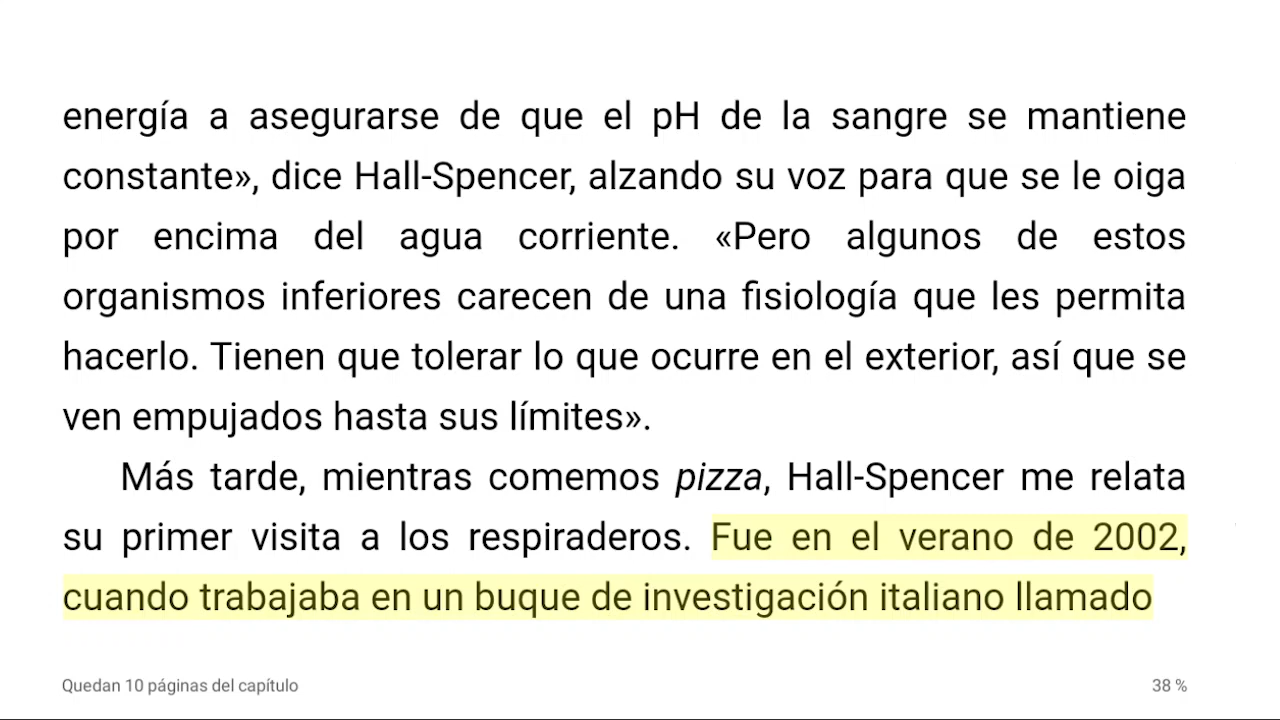 energía a asegurarse de que el pH de la sangre se mantiene
constante», dice Hall-Spencer, alzando su voz para que se le oiga
por encima del agua corriente. «Pero algunos de estos
organismos inferiores carecen de una fisiología que les permita
hacerlo. Tienen que tolerar lo que ocurre en el exterior, así que se
ven empujados hasta sus límites».
Más tarde, mientras comemos pizza, Hall-Spencer me relata
su primer visita a los respiraderos. Fue en el verano de 2002,
cuando trabajaba en un buque de investigación italiano llamado
Quedan 10 páginas del capítulo
38 %